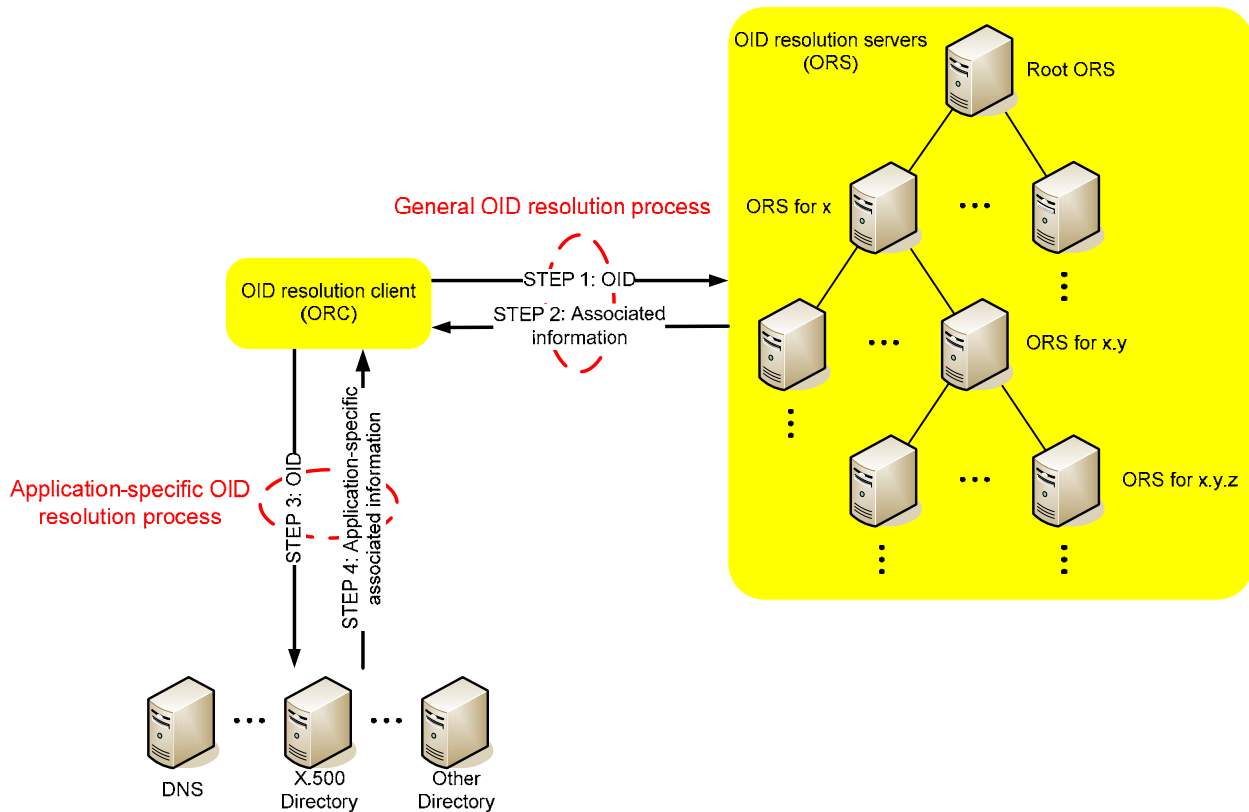 OID resolution servers
(ORS)
Root ORS
General OID resolution process
ORS for x
STEP 1: OID
OID resolution client
(ORC)
STEP 2: Associated
information
ORS for x.y
STEP 3: OID
STEP 4: Application-specific
associated information
Application-specific OID
resolution process
ORS for x.y.z
DNS
X.500
Directory
Other
Directory